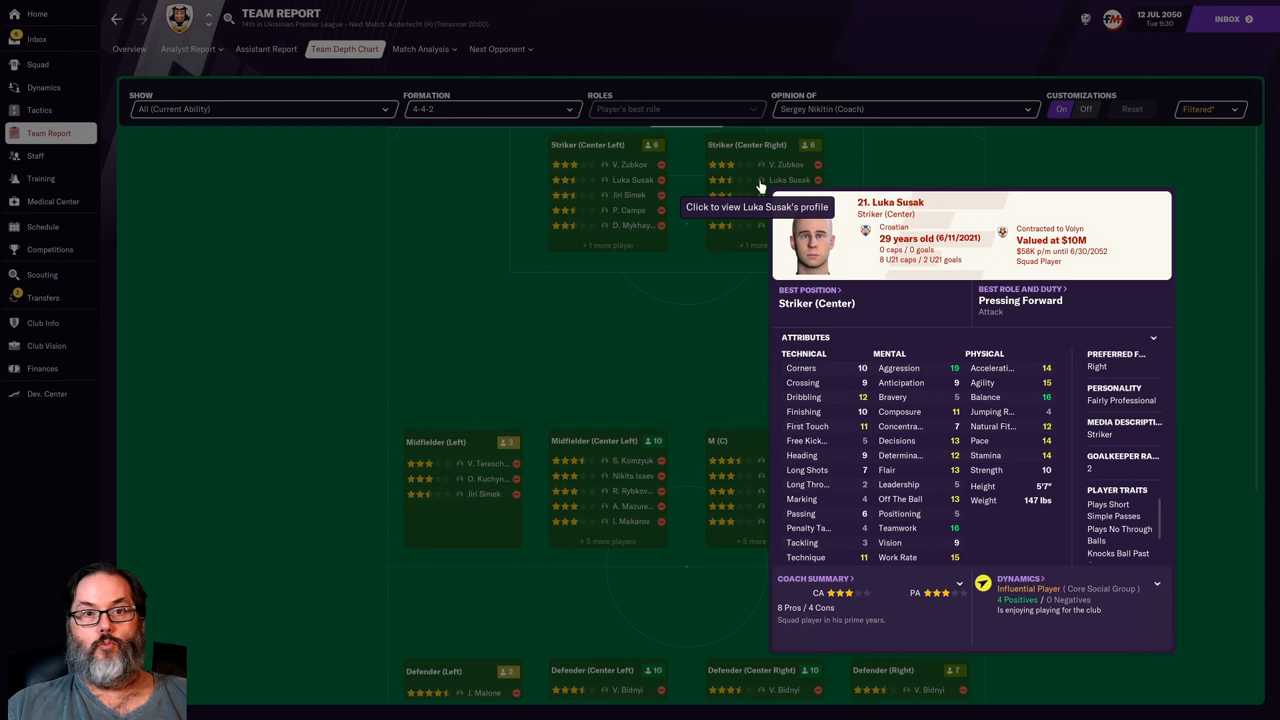 Home
TEAM REPORT
14th in Ukrainian Premier League - Next Match: Anderlecht (H) (Tomorrow 20:00)
FM
12 JUL 2050
Tue 9:30
INBOX
6
Inbox
Squad
Dynamics
Tactics
Team Report
Staff
Training
Medical Center
Schedule
Competitions
Scouting
2
Transfers
Club Info
Club Vision
Finances
Dev. Center
Overview
Analyst Report
Assistant Report
Team Depth Chart
Match Analysis
Next Opponent
SHOW
All (Current Ability)
FORMATION
4-4-2
ROLES
Player's best role
OPINION OF
Sergey Nikitin (Coach)
CUSTOMIZATIONS
On
Off
Reset
Filtered*
Striker (Center Left)
6
V. Zubkov
Luka Susak
Jiri Simek
P. Camps
D. Mykhay...
+ 1 more player
Striker (Center Right)
6
V. Zubkov
Luka Susak
+ 1 more
Click to view Luka Susak's profile
Midfielder (Left)
3
V. Teresch...
O. Kuchyn...
Jiri Simek
Midfielder (Center Left)
10
S. Komzyuk
Nikita Isaev
R. Rybkov...
A. Mazure...
I. Makarov
+ 5 more players
M (C)
+ 5 more
Defender (Left)
2
J. Malone
Defender (Center Left)
10
V. Bidnyi
Defender (Center Right)
10
V. Bidnyi
Defender (Right)
7
V. Bidnyi
21. Luka Susak
Striker (Center)
Croatian
29 years old (6/11/2021)
0 caps / 0 goals
8 U21 caps / 2 U21 goals
Contracted to Volyn
Valued at $10M
$58K p/m until 6/30/2052
Squad Player
BEST POSITION
Striker (Center)
BEST ROLE AND DUTY
Pressing Forward
Attack
ATTRIBUTES
TECHNICAL
Corners 10
Crossing 9
Dribbling 12
Finishing 10
First Touch 11
Free Kick... 5
Heading 9
Long Shots 7
Long Thro... 2
Marking 4
Passing 6
Penalty Ta... 4
Tackling 3
Technique 11
MENTAL
Aggression 19
Anticipation 9
Bravery 5
Composure 11
Concentra... 7
Decisions 13
Determina... 12
Flair 13
Leadership 5
Off The Ball 13
Positioning 5
Teamwork 16
Vision 9
Work Rate 15
PHYSICAL
Accelerati... 14
Agility 15
Balance 16
Jumping R... 4
Natural Fit... 12
Pace 14
Stamina 14
Strength 10
Height 5'7"
Weight 147 lbs
PREFERRED F...
Right
PERSONALITY
Fairly Professional
MEDIA DESCRIPTI...
Striker
GOALKEEPER RA...
2
PLAYER TRAITS
Plays Short
Simple Passes
Plays No Through
Balls
Knocks Ball Past
COACH SUMMARY
CA
PA
8 Pros / 4 Cons
Squad player in his prime years.
DYNAMICS
Influential Player ( Core Social Group )
4 Positives / 0 Negatives
Is enjoying playing for the club